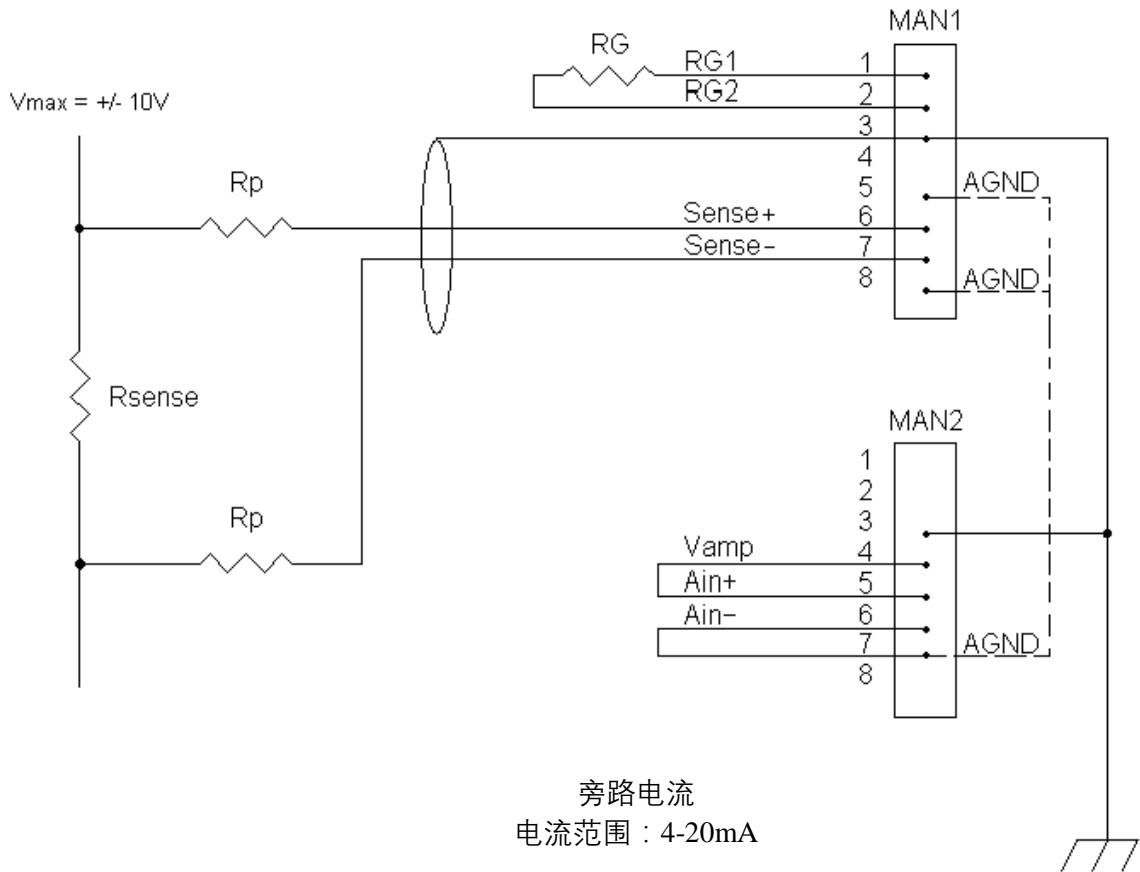 MAN1
RG
RG1
RG2
1
2
3
4
5
6
7
8
Vmax = +/- 10V
Rp
AGND
Sense+
Sense-
AGND
Rsense
MAN2
Rp
1
2
3
4
5
6
7
8
Vamp
Ain+
Ain-
AGND
旁路电流
电流范围：4-20mA